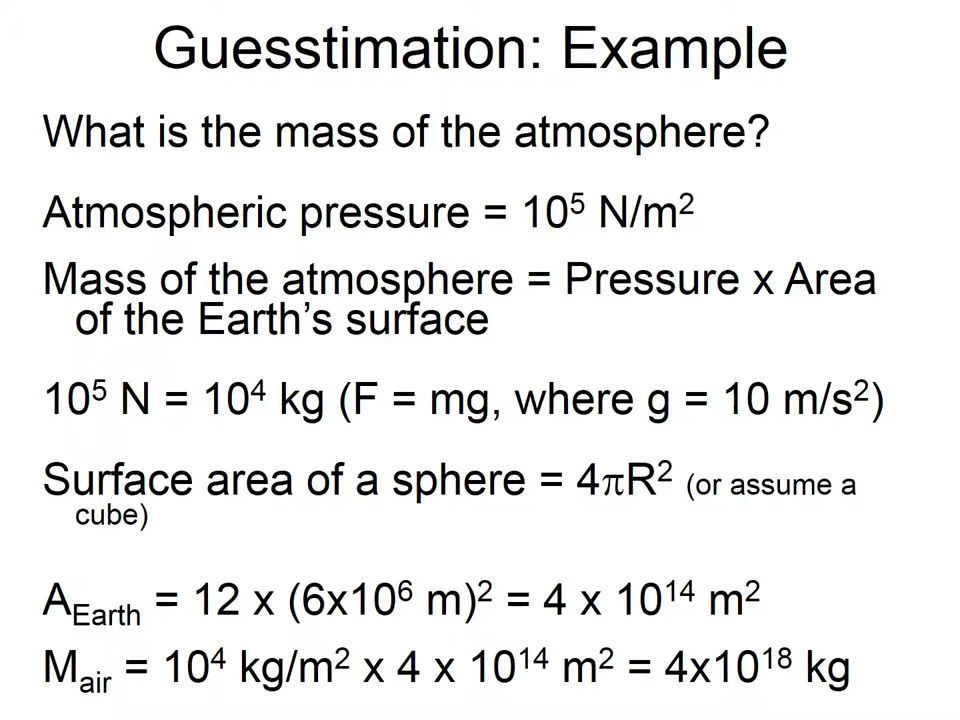 Guesstimation: Example
What is the mass of the atmosphere?
Atmospheric pressure = 10⁵ N/m²
Mass of the atmosphere = Pressure x Area
of the Earth’s surface
10⁵ N = 10⁴ kg (F = mg, where g = 10 m/s²)
Surface area of a sphere = 4πR² (or assume a
cube)
A_Earth = 12 x (6x10⁶ m)² = 4 x 10¹⁴ m²
M_air = 10⁴ kg/m² x 4 x 10¹⁴ m² = 4x10¹⁸ kg